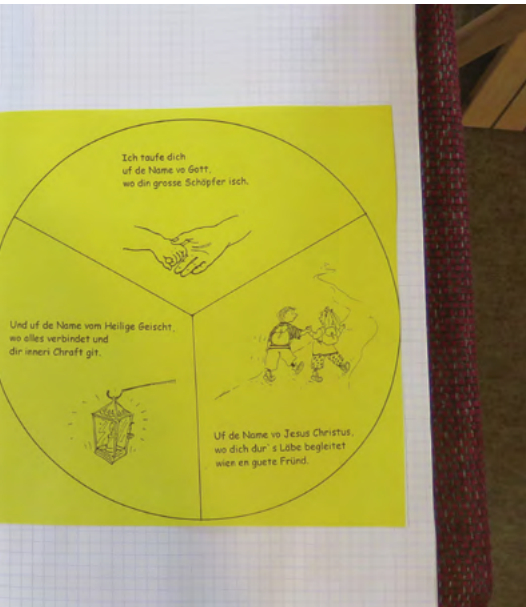 Ich taufe dich
uf de Name vo Gott,
wo din grosse Schöpfer isch.
Uf de Name vo Jesus Christus,
wo dich dur`s Läbe begleitet
wien en guete Fründ.
Und uf de Name vom Heilige Geischt,
wo alles verbindet und
dir inneri Chraft git.